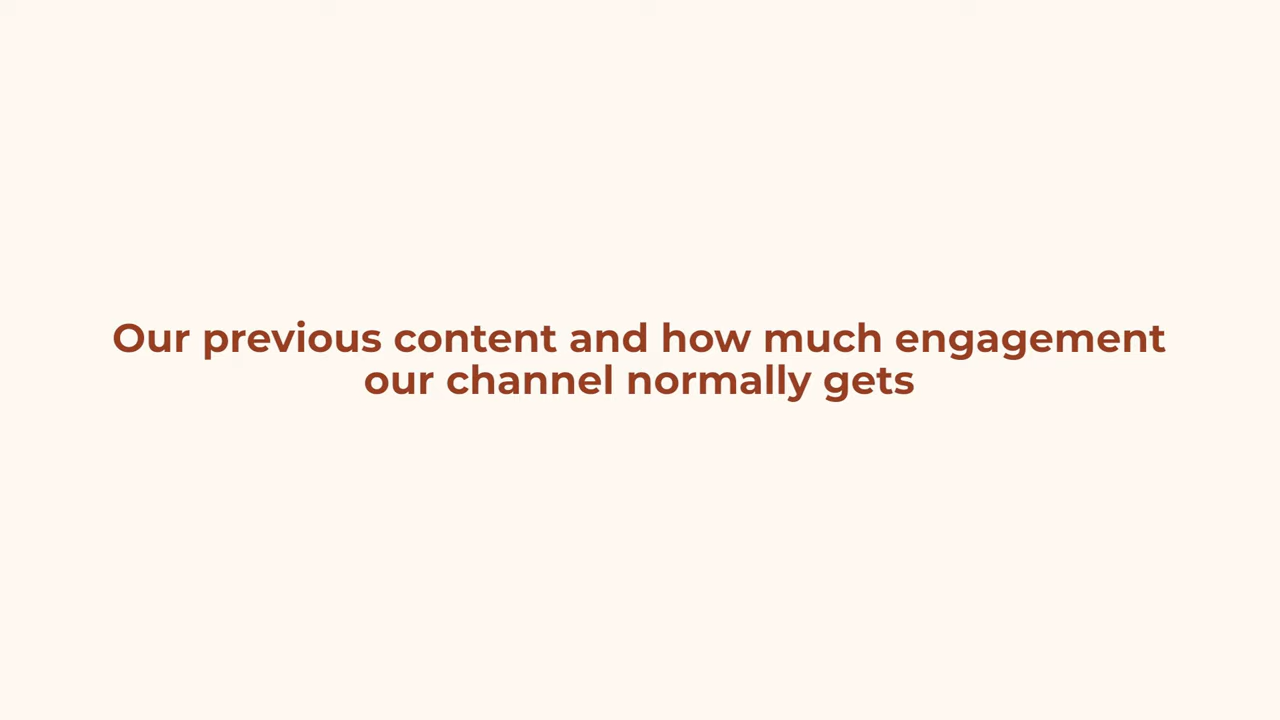 Our previous content and how much engagement
our channel normally gets